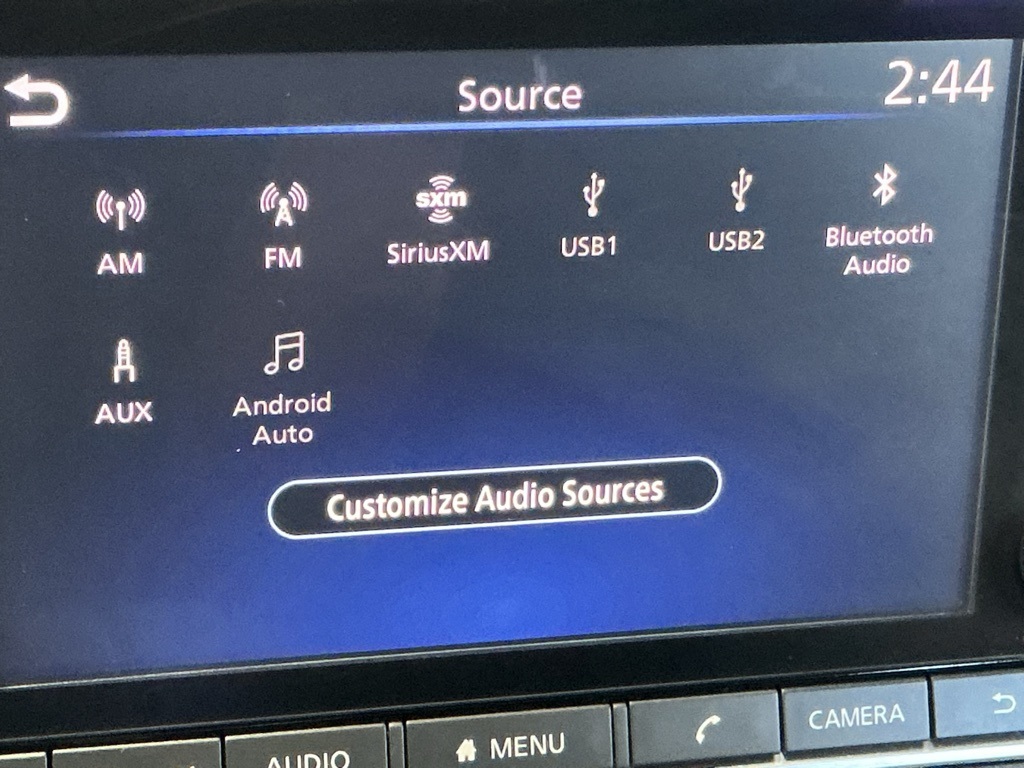 Source
2:44
sxm
AM
FM
SiriusXM
USB1
USB2
Bluetooth
Audio
AUX
Android
Auto
Customize Audio Sources
AUDIO
MENU
CAMERA